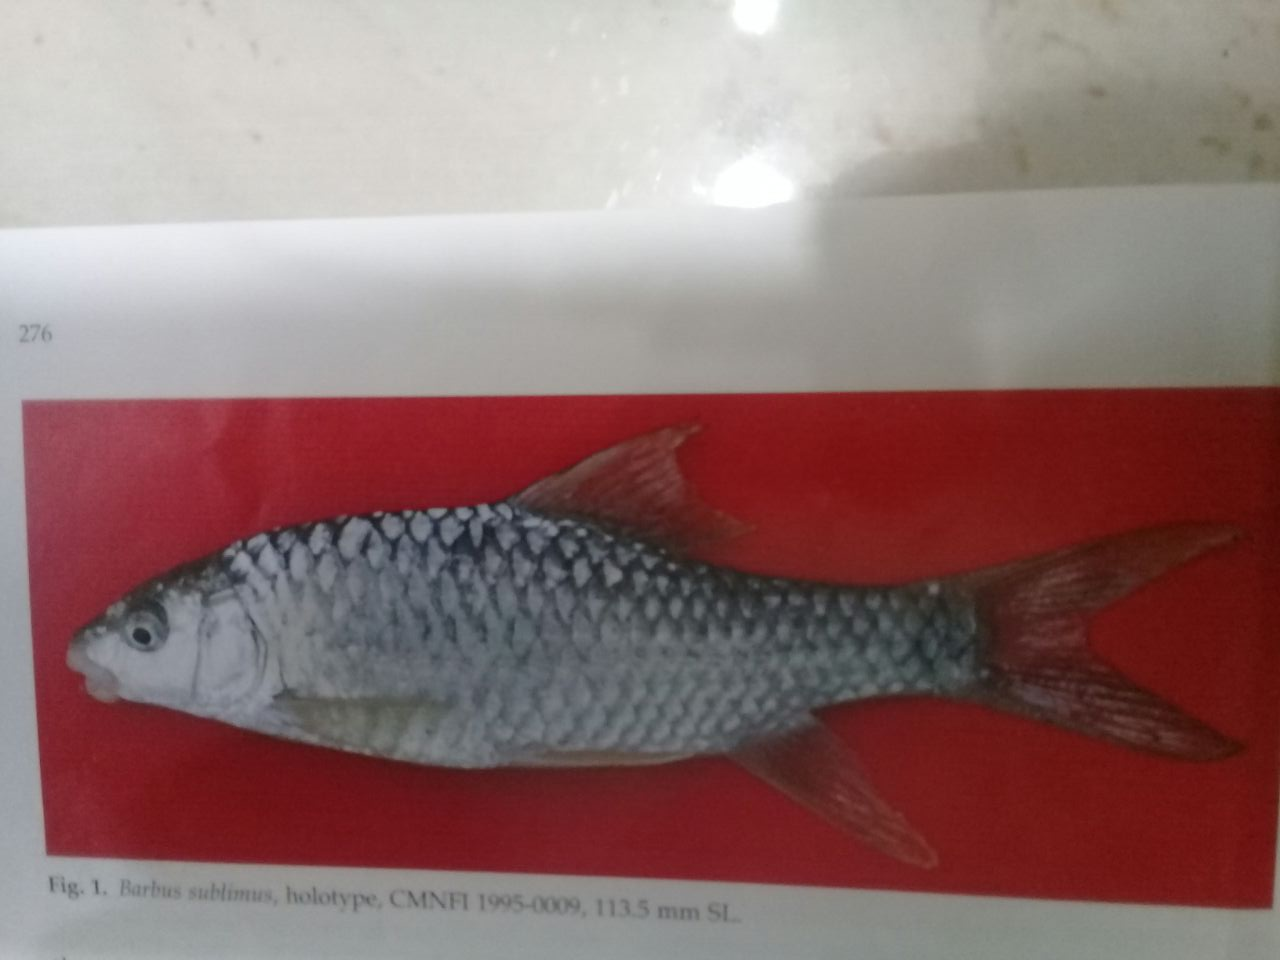 276
Fig. 1. Barbus sublimus, holotype, CMNFI 1995-0009, 113.5 mm SL.